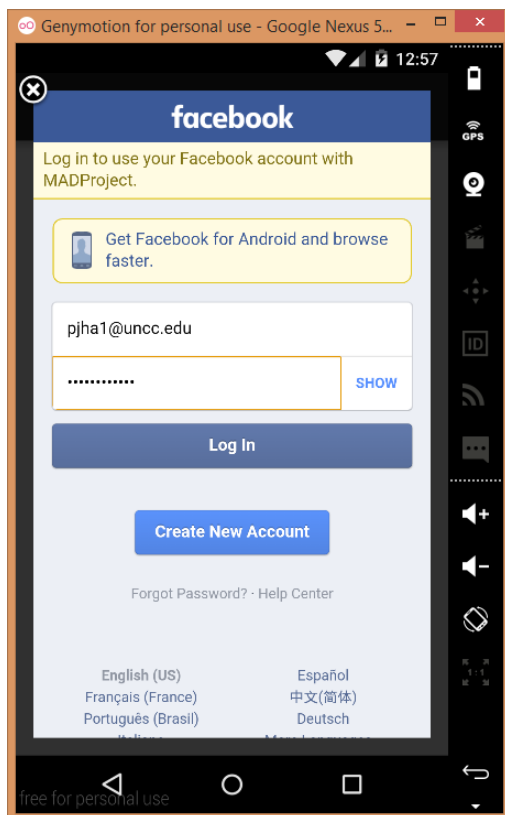 Genymotion for personal use - Google Nexus 5...
12:57
facebook
Log in to use your Facebook account with
MADProject.
Get Facebook for Android and browse
faster.
pjha1@uncc.edu
••••••••••••
SHOW
Log In
Create New Account
Forgot Password? · Help Center
English (US)
Español
Français (France)
中文(简体)
Português (Brasil)
Deutsch
GPS
ID
1:1
free for personal use